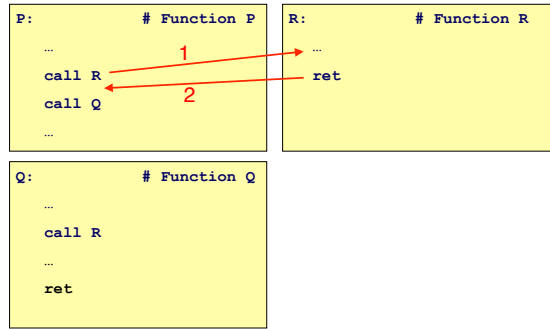 P: # Function P
…
call R
call Q
…
1
2
R: # Function R
…
ret
Q: # Function Q
…
call R
…
ret